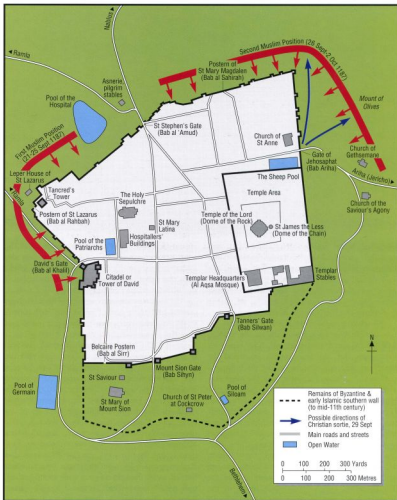 Nablus
Ramla
Asnerie,
pilgrim
stables
Postern of
St Mary Magdalen
(Bab al Sahirah)
Second Muslim Position (26 Sept-2 Oct 1187)
Mount of
Olives
Pool of the
Hospital
St Stephen's Gate
(Bab al 'Amud)
First Muslim Position
(21-25 Sept 1187)
Church of
St Anne
Church of
Gethsemane
Gate of
Jehosaphat
(Bab Ariha)
Ariha (Jericho)
Leper House of
St Lazarus
The Sheep Pool
Tancred's
Tower
Temple Area
Church of the
Saviour's Agony
Ramla
The Holy
Sepulchre
Postern of St Lazarus
(Bab al Rahbah)
Temple of the Lord
(Dome of the Rock)
St Mary
Latina
St James the Less
(Dome of the Chain)
Hospitallers'
Buildings
Pool of the
Patriarchs
David's Gate
(Bab al Khalil)
Templar Headquarters
(Al Aqsa Mosque)
Templar
Stables
Citadel or
Tower of David
Tanners' Gate
(Bab Silwan)
N
Belcaire Postern
(Bab al Sirr)
Mount Sion Gate
(Bab Sihyn)
Pool of
Germain
St Saviour
Pool of
Siloam
St Mary of
Mount Sion
Church of St Peter
at Cockcrow
Bethlehem
Remains of Byzantine &
early Islamic southern wall
(to mid-11th century)
Possible directions of
Christian sortie, 29 Sept
Main roads and streets
Open Water
0 100 200 300 Yards
0 100 200 300 Metres